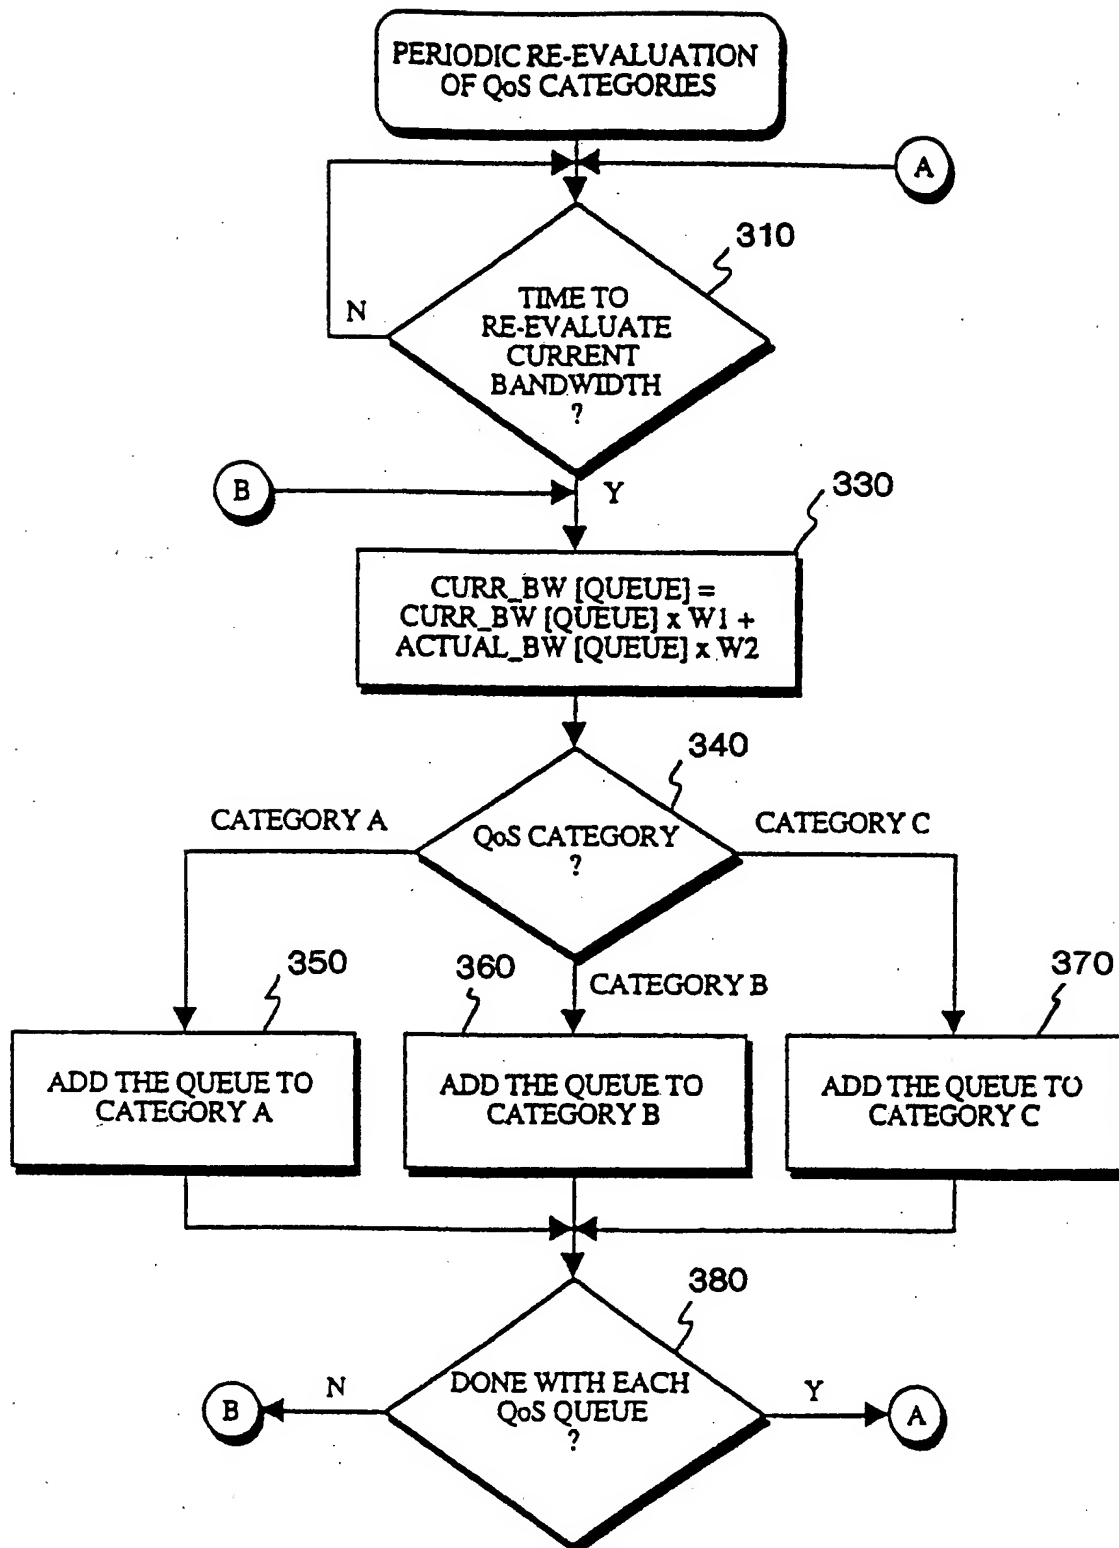 PERIODIC RE-EVALUATION
OF QoS CATEGORIES
A
310
N
TIME TO
RE-EVALUATE
CURRENT
BANDWIDTH
?
B
Y
330
CURR_BW [QUEUE] =
CURR_BW [QUEUE] x W1 +
ACTUAL_BW [QUEUE] x W2
340
CATEGORY A
QoS CATEGORY
?
CATEGORY C
350
360
CATEGORY B
370
ADD THE QUEUE TO
CATEGORY A
ADD THE QUEUE TO
CATEGORY B
ADD THE QUEUE TO
CATEGORY C
380
B
N
DONE WITH EACH
QoS QUEUE
?
Y
A